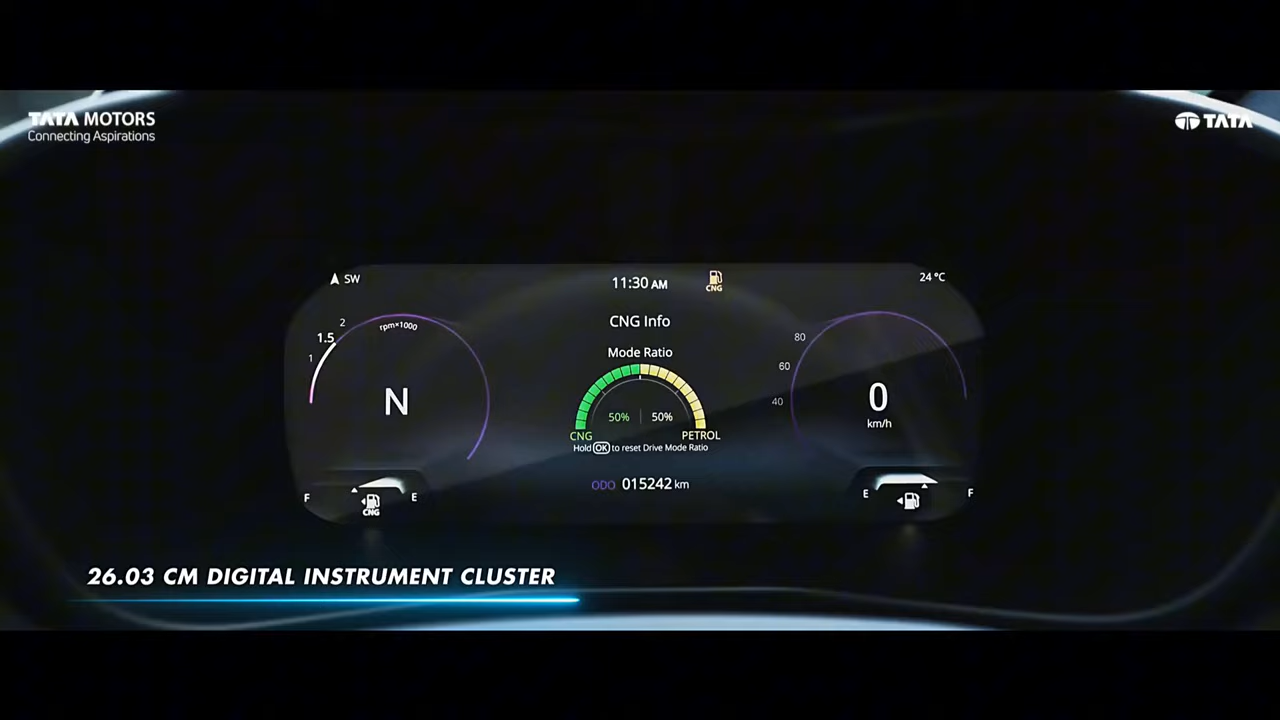 TATA MOTORS
Connecting Aspirations
TATA
SW
11:30 AM
CNG
24 °C
CNG Info
Mode Ratio
2
1.5
1
rpm×1000
N
50% | 50%
CNG PETROL
Hold OK to reset Drive Mode Ratio
ODO 015242 km
80
60
40
0
km/h
F E
CNG
E F
26.03 CM DIGITAL INSTRUMENT CLUSTER